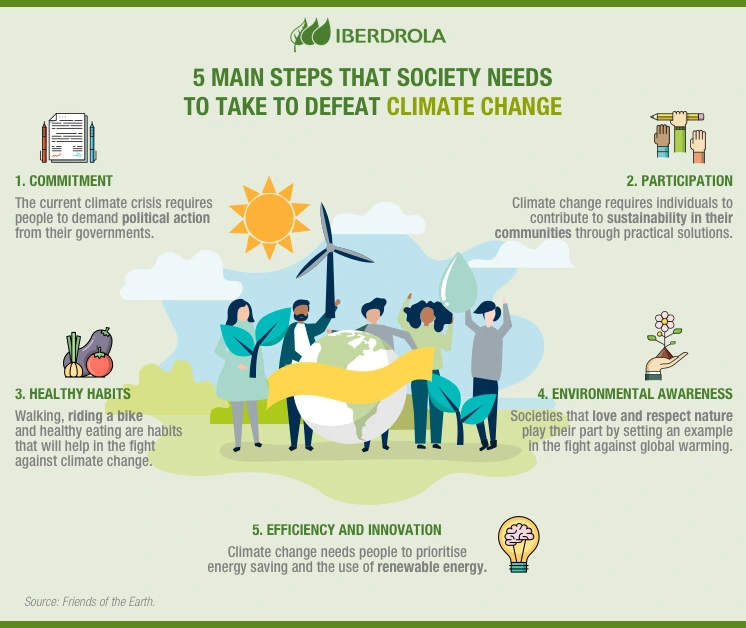 IBERDROLA
5 MAIN STEPS THAT SOCIETY NEEDS
TO TAKE TO DEFEAT CLIMATE CHANGE
1. COMMITMENT
The current climate crisis requires
people to demand political action
from their governments.
2. PARTICIPATION
Climate change requires individuals to
contribute to sustainability in their
communities through practical solutions.
3. HEALTHY HABITS
Walking, riding a bike
and healthy eating are habits
that will help in the fight
against climate change.
4. ENVIRONMENTAL AWARENESS
Societies that love and respect nature
play their part by setting an example
in the fight against global warming.
5. EFFICIENCY AND INNOVATION
Climate change needs people to prioritise
energy saving and the use of renewable energy.
Source: Friends of the Earth.